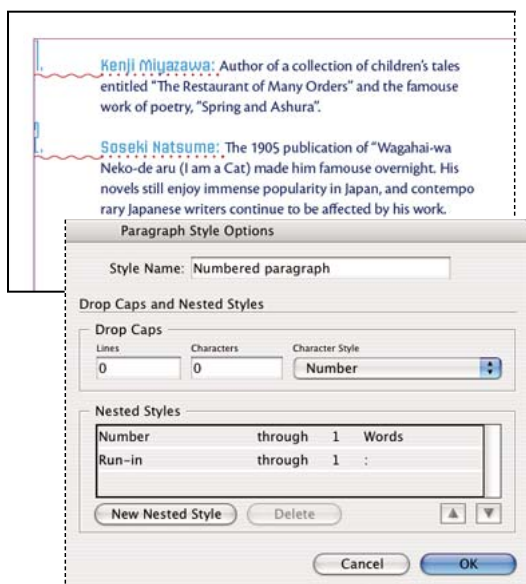 1.
Kenji Miyazawa: Author of a collection of children's tales
entitled "The Restaurant of Many Orders" and the famouse
work of poetry, "Spring and Ashura".
2.
Soseki Natsume: The 1905 publication of "Wagahai-wa
Neko-de aru (I am a Cat) made him famouse overnight. His
novels still enjoy immense popularity in Japan, and contempo
rary Japanese writers continue to be affected by his work.
Paragraph Style Options
Style Name: Numbered paragraph
Drop Caps and Nested Styles
Drop Caps
Lines Characters Character Style
0 0 Number
Nested Styles
Number through 1 Words
Run-in through 1 :
New Nested Style Delete
Cancel OK